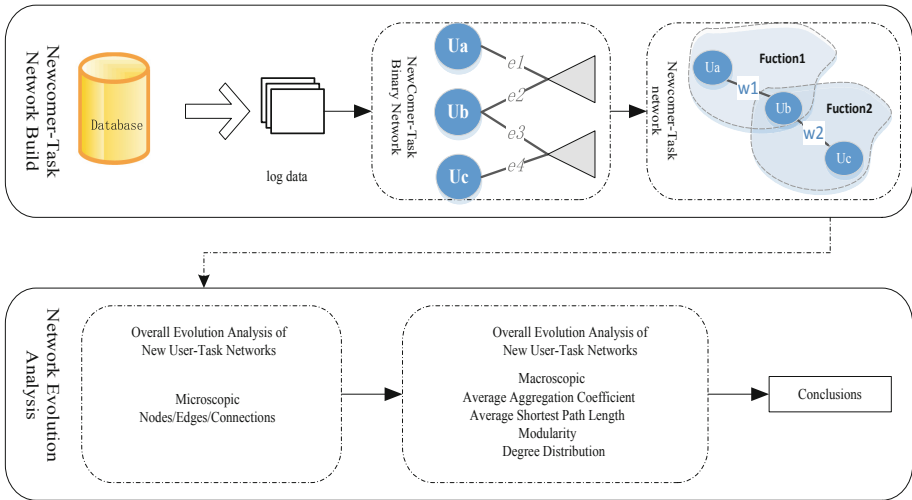 Newcomer-Task
Network Build
Database
log data
NewComer-Task
Binary Network
Ua
Ub
Uc
e1
e2
e3
e4
Newcomer-Task
network
Fuction1
Ua
w1
Ub
Fuction2
w2
Uc
Network Evolution
Analysis
Overall Evolution Analysis of
New User-Task Networks
Microscopic
Nodes/Edges/Connections
Overall Evolution Analysis of
New User-Task Networks
Macroscopic
Average Aggregation Coefficient
Average Shortest Path Length
Modularity
Degree Distribution
Conclusions